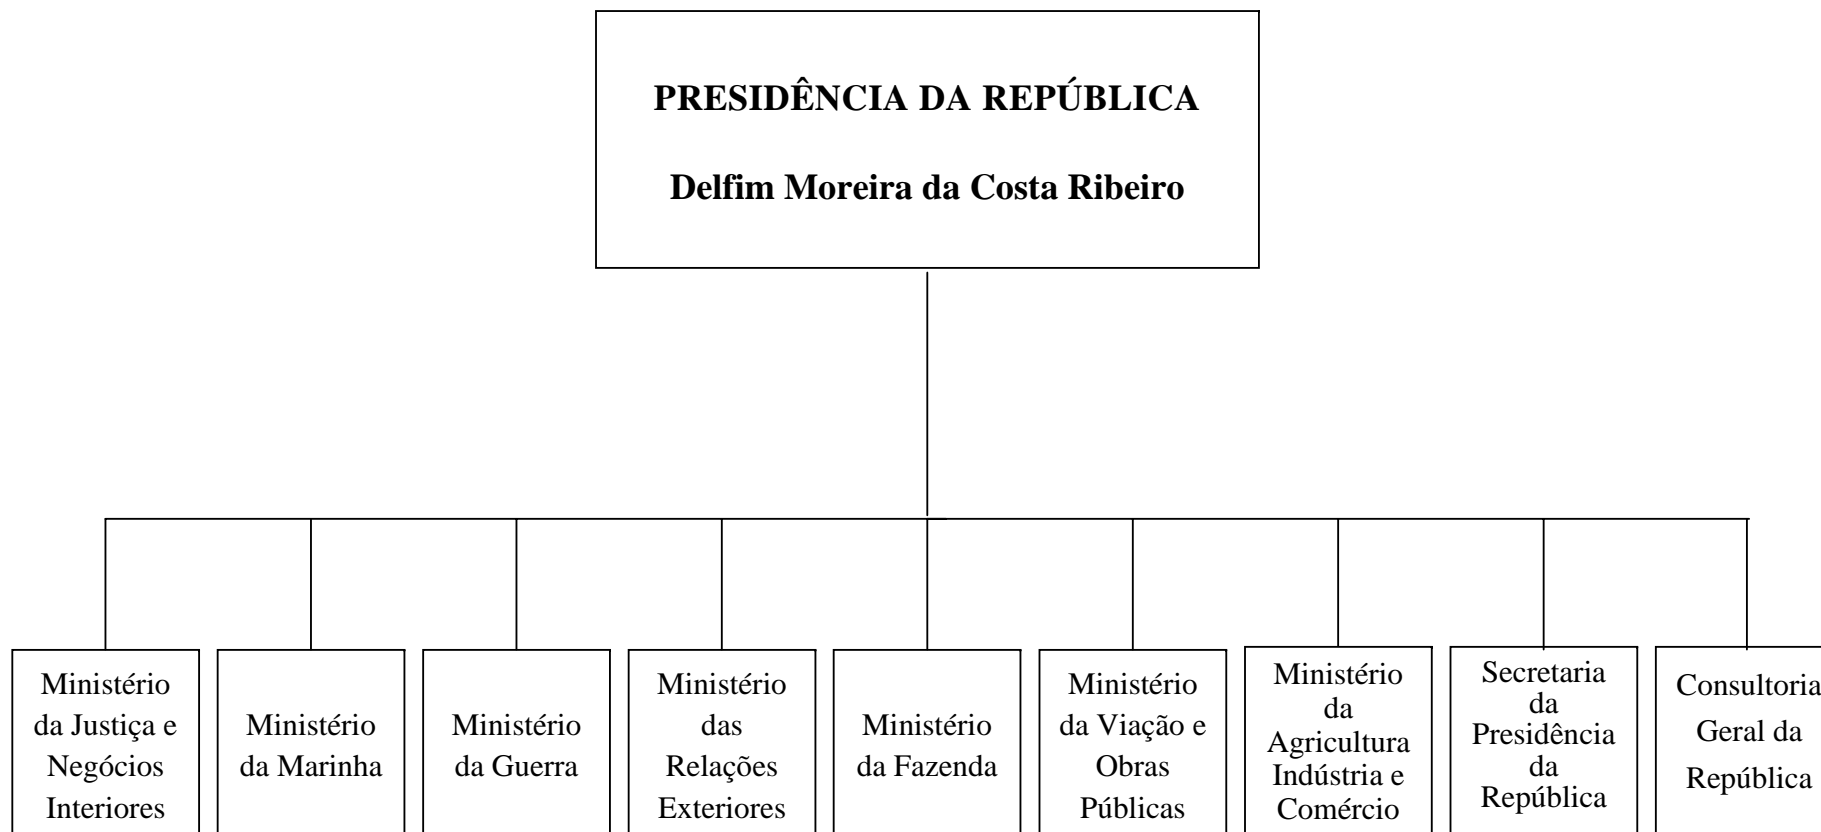 PRESIDÊNCIA DA REPÚBLICA
Delfim Moreira da Costa Ribeiro
Ministério
da Justiça e
Negócios
Interiores
Ministério
da Marinha
Ministério
da Guerra
Ministério
das
Relações
Exteriores
Ministério
da Fazenda
Ministério
da Viação e
Obras
Públicas
Ministério
da
Agricultura
Indústria e
Comércio
Secretaria
da
Presidência
da
República
Consultoria
Geral da
República